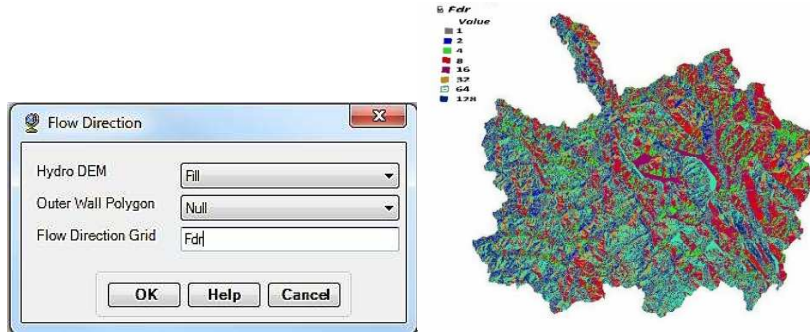 Flow Direction
Hydro DEM
Fill
Outer Wall Polygon
Null
Flow Direction Grid
Fdr
OK
Help
Cancel
Fdr
Value
1
2
4
8
16
32
64
128